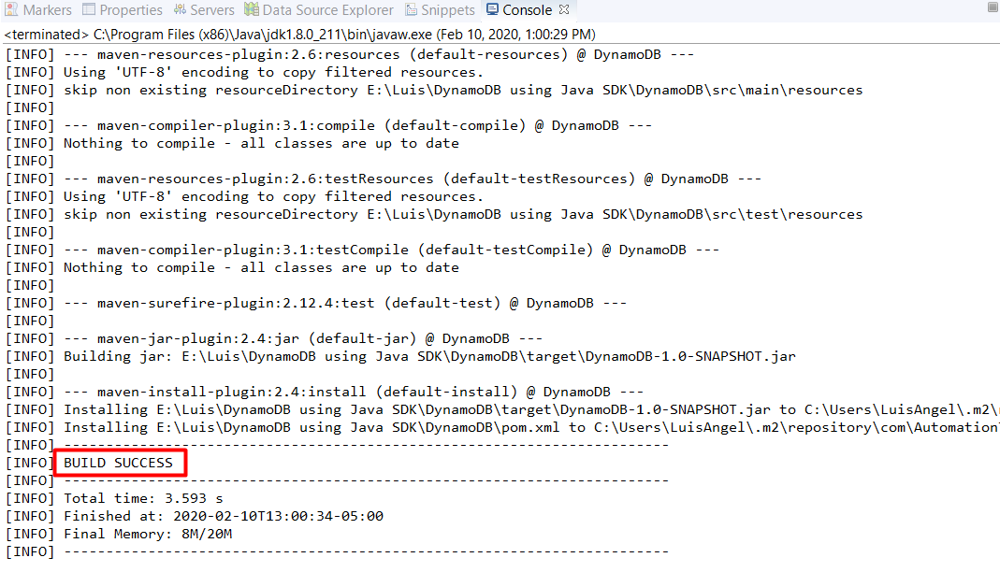 Markers Properties Servers Data Source Explorer Snippets Console
<terminated> C:\Program Files (x86)\Java\jdk1.8.0_211\bin\javaw.exe (Feb 10, 2020, 1:00:29 PM)
[INFO] --- maven-resources-plugin:2.6:resources (default-resources) @ DynamoDB ---
[INFO] Using 'UTF-8' encoding to copy filtered resources.
[INFO] skip non existing resourceDirectory E:\Luis\DynamoDB using Java SDK\DynamoDB\src\main\resources
[INFO]
[INFO] --- maven-compiler-plugin:3.1:compile (default-compile) @ DynamoDB ---
[INFO] Nothing to compile - all classes are up to date
[INFO]
[INFO] --- maven-resources-plugin:2.6:testResources (default-testResources) @ DynamoDB ---
[INFO] Using 'UTF-8' encoding to copy filtered resources.
[INFO] skip non existing resourceDirectory E:\Luis\DynamoDB using Java SDK\DynamoDB\src\test\resources
[INFO]
[INFO] --- maven-compiler-plugin:3.1:testCompile (default-testCompile) @ DynamoDB ---
[INFO] Nothing to compile - all classes are up to date
[INFO]
[INFO] --- maven-surefire-plugin:2.12.4:test (default-test) @ DynamoDB ---
[INFO]
[INFO] --- maven-jar-plugin:2.4:jar (default-jar) @ DynamoDB ---
[INFO] Building jar: E:\Luis\DynamoDB using Java SDK\DynamoDB\target\DynamoDB-1.0-SNAPSHOT.jar
[INFO]
[INFO] --- maven-install-plugin:2.4:install (default-install) @ DynamoDB ---
[INFO] Installing E:\Luis\DynamoDB using Java SDK\DynamoDB\target\DynamoDB-1.0-SNAPSHOT.jar to C:\Users\LuisAngel\.m2\
[INFO] Installing E:\Luis\DynamoDB using Java SDK\DynamoDB\pom.xml to C:\Users\LuisAngel\.m2\repository\com\Automation
[INFO] ------------------------------------------------------------------------
[INFO] BUILD SUCCESS
[INFO] ------------------------------------------------------------------------
[INFO] Total time: 3.593 s
[INFO] Finished at: 2020-02-10T13:00:34-05:00
[INFO] Final Memory: 8M/20M
[INFO] ------------------------------------------------------------------------